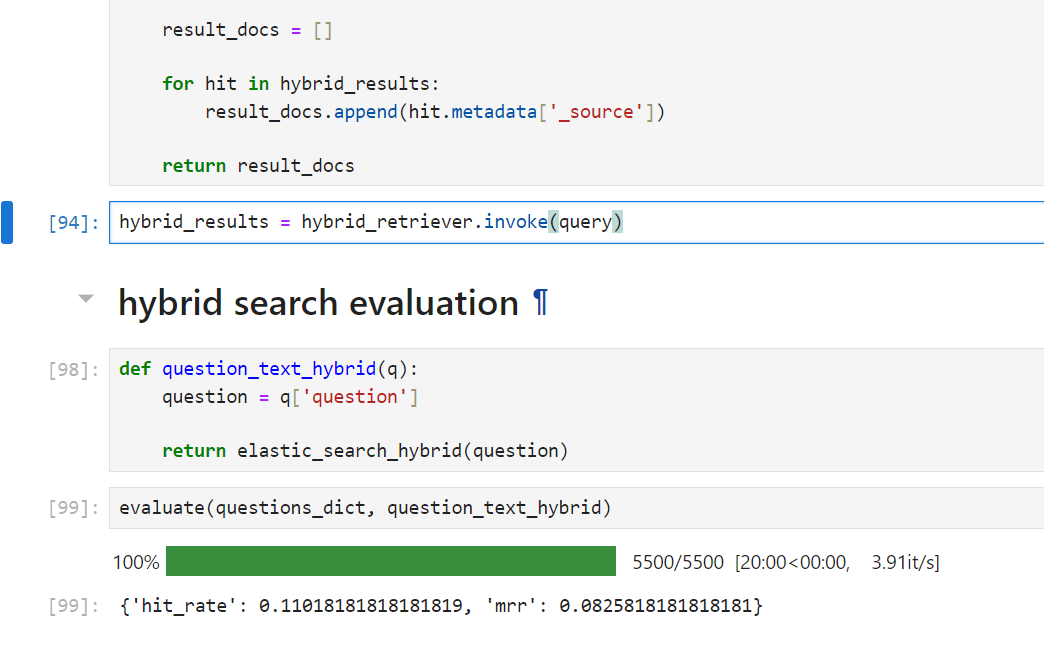 result_docs = []
for hit in hybrid_results:
result_docs.append(hit.metadata['_source'])
return result_docs
[94]: hybrid_results = hybrid_retriever.invoke(query)
hybrid search evaluation ¶
[98]: def question_text_hybrid(q):
question = q['question']
return elastic_search_hybrid(question)
[99]: evaluate(questions_dict, question_text_hybrid)
100% 5500/5500 [20:00<00:00, 3.91it/s]
[99]: {'hit_rate': 0.11018181818181819, 'mrr': 0.0825818181818181}